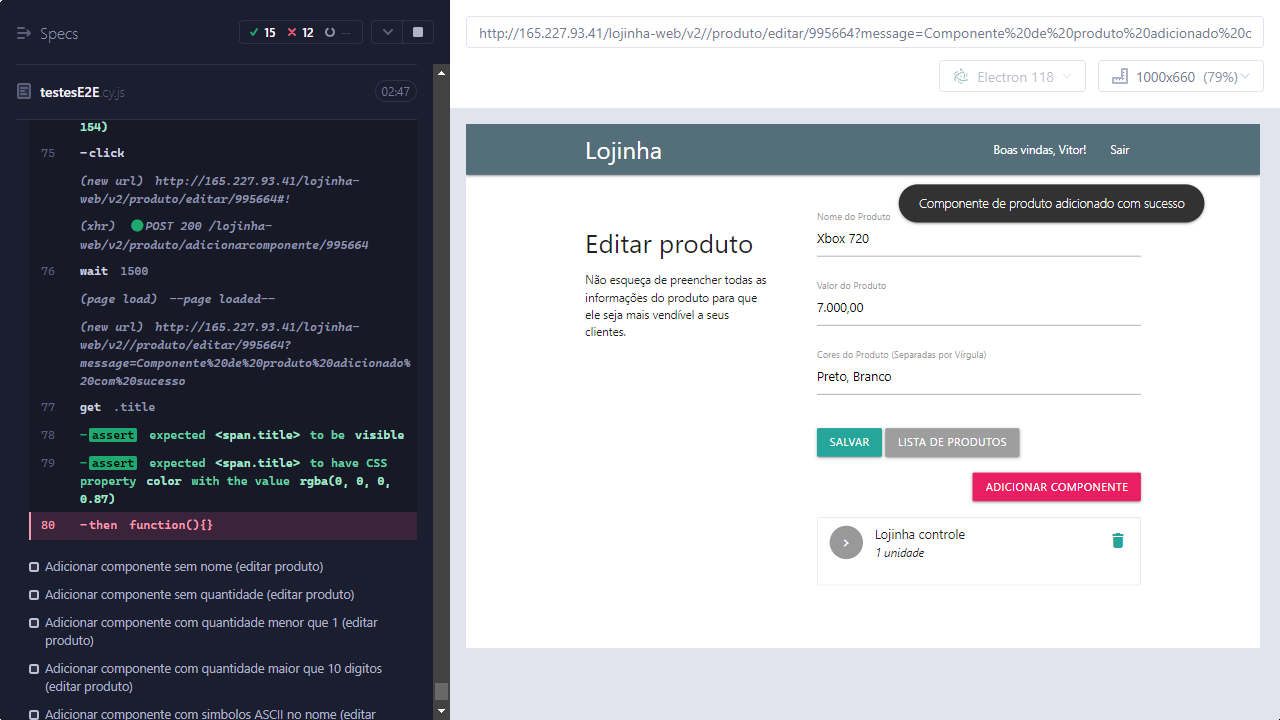 Specs
15
12
--
testesE2E.cy.js
02:47
154)
75 -click
(new url) http://165.227.93.41/lojinha-
web/v2/produto/editar/995664#!
(xhr) POST 200 /lojinha-
web/v2/produto/adicionarcomponente/995664
76 wait 1500
(page load) --page loaded--
(new url) http://165.227.93.41/lojinha-
web/v2//produto/editar/995664?
message=Componente%20de%20produto%20adicionado%
20com%20sucesso
77 get .title
78 -assert expected <span.title> to be visible
79 -assert expected <span.title> to have CSS
property color with the value rgba(0, 0, 0,
0.87)
80 -then function(){}
Adicionar componente sem nome (editar produto)
Adicionar componente sem quantidade (editar produto)
Adicionar componente com quantidade menor que 1 (editar
produto)
Adicionar componente com quantidade maior que 10 digitos
(editar produto)
Adicionar componente com simbolos ASCII no nome (editar
http://165.227.93.41/lojinha-web/v2//produto/editar/995664?message=Componente%20de%20produto%20adicionado%20c
Electron 118
1000x660 (79%)
Lojinha
Boas vindas, Vitor!
Sair
Componente de produto adicionado com sucesso
Editar produto
Não esqueça de preencher todas as
informações do produto para que
ele seja mais vendível a seus
clientes.
Nome do Produto
Xbox 720
Valor do Produto
7.000,00
Cores do Produto (Separadas por Vírgula)
Preto, Branco
SALVAR
LISTA DE PRODUTOS
ADICIONAR COMPONENTE
Lojinha controle
1 unidade